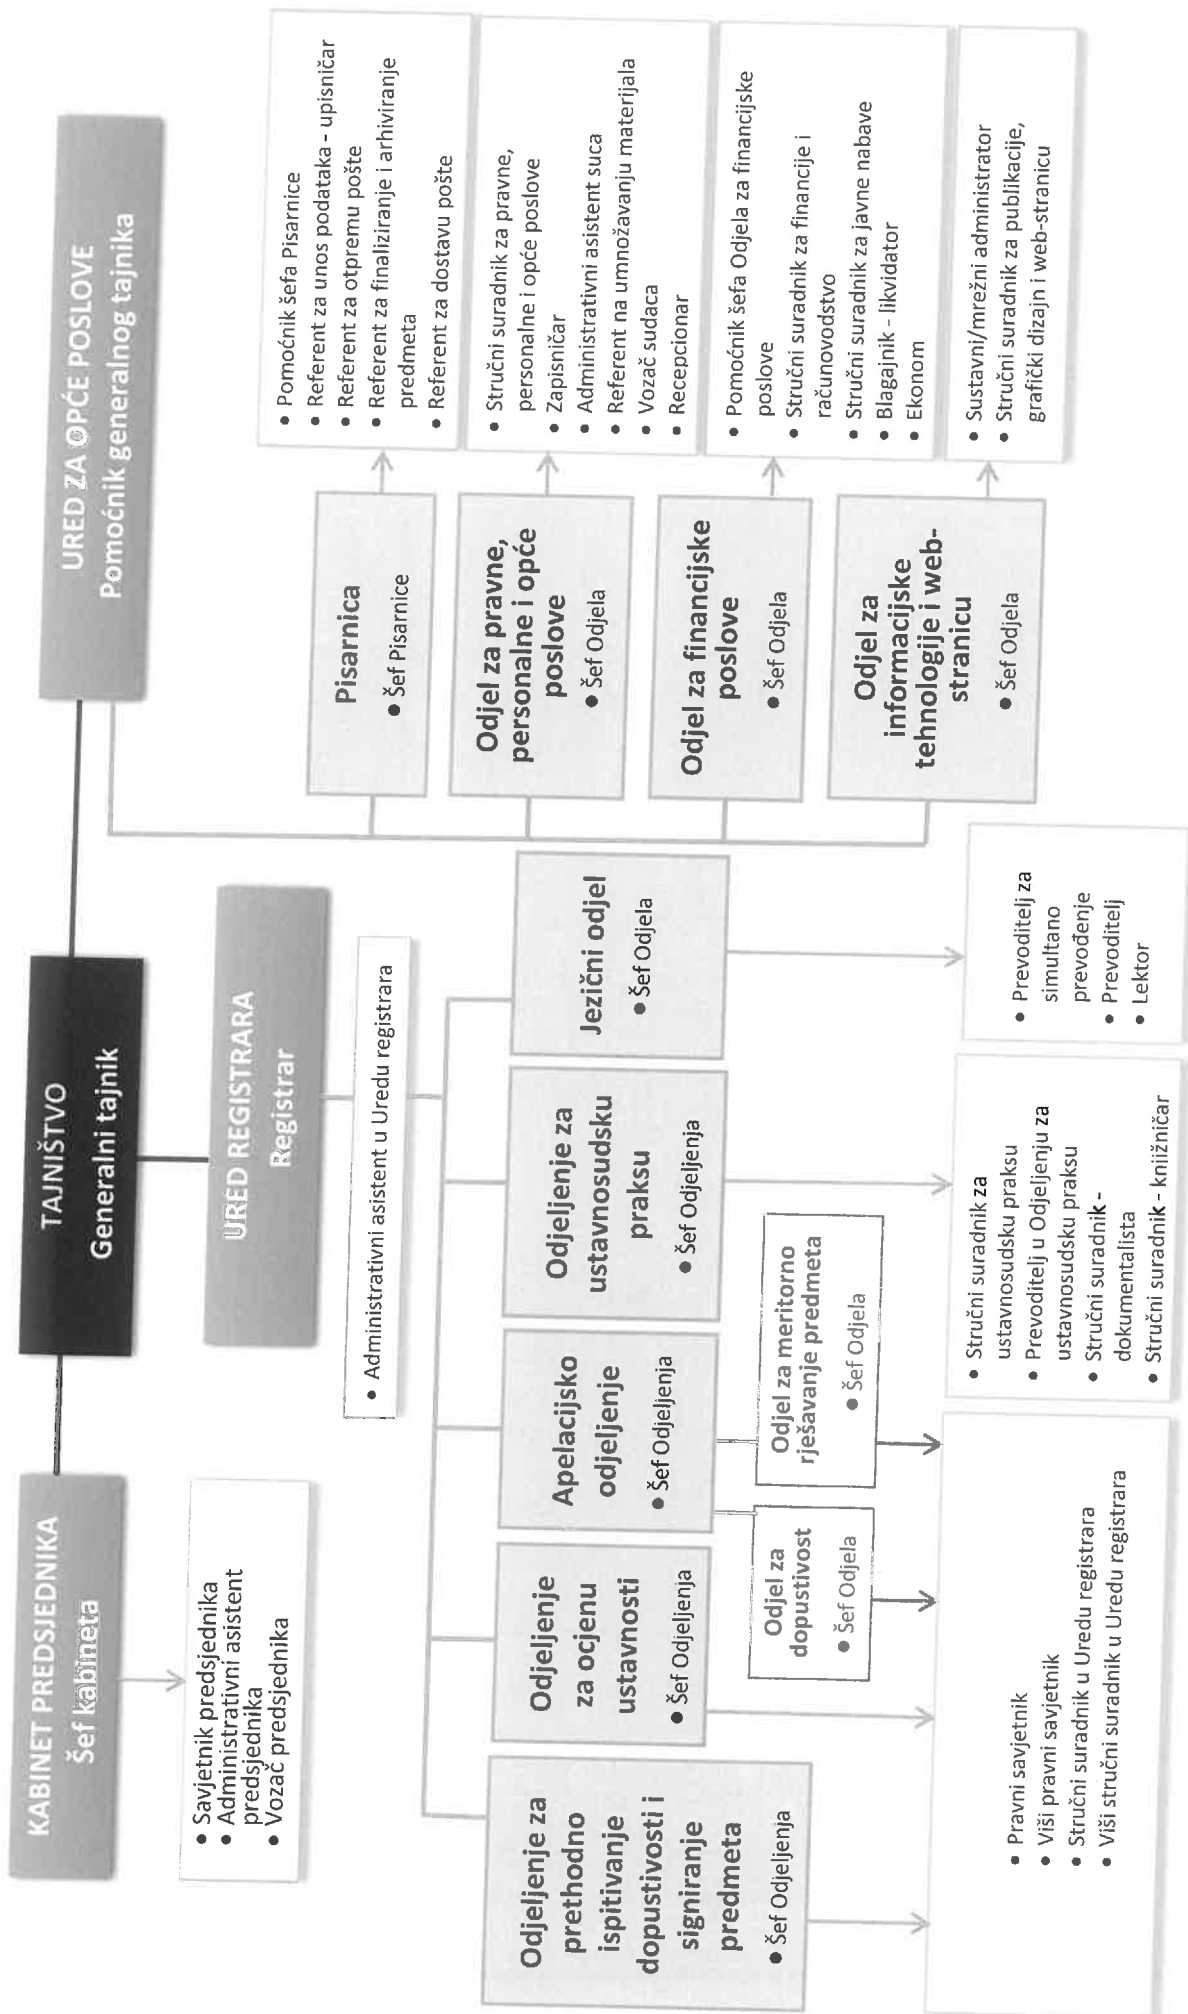 TAJNIŠTVO
Generalni tajnik
KABINET PREDSJEDNIKA
Šef kabineta
• Savjetnik predsjednika
• Administrativni asistent
predsjednika
• Vozač predsjednika
URED REGISTRARA
Registrar
• Administrativni asistent u Uredu registrara
Odjeljenje za
prethodno
ispitivanje
dopustivosti i
signiranje
predmeta
• Šef Odjeljenja
Odjeljenje
za ocjenu
ustavnosti
• Šef Odjeljenja
Apelacijsko
odjeljenje
• Šef Odjeljenja
Odjel za
dopustivost
• Šef Odjela
Odjel za meritorno
rješavanje predmeta
• Šef Odjela
• Pravni savjetnik
• Viši pravni savjetnik
• Stručni suradnik u Uredu registrara
• Viši stručni suradnik u Uredu registrara
Odjeljenje za
ustavnosudsku
praksu
• Šef Odjeljenja
• Stručni suradnik za
ustavnosudsku praksu
• Prevoditelj u Odjeljenju za
ustavnosudsku praksu
• Stručni suradnik -
dokumentalista
• Stručni suradnik - knjižničar
Jezični odjel
• Šef Odjela
• Prevoditelj za
simultano
prevođenje
• Prevoditelj
• Lektor
URED ZA OPĆE POSLOVE
Pomoćnik generalnog tajnika
Pisarnica
• Šef Pisarnice
• Pomoćnik šefa Pisarnice
• Referent za unos podataka - upisničar
• Referent za otpremu pošte
• Referent za finaliziranje i arhiviranje
predmeta
• Referent za dostavu pošte
Odjel za pravne,
personalne i opće
poslove
• Šef Odjela
• Stručni suradnik za pravne,
personalne i opće poslove
• Zapisničar
• Administrativni asistent suca
• Referent na umnožavanju materijala
• Vozač sudaca
• Recepcionar
Odjel za financijske
poslove
• Šef Odjela
• Pomoćnik šefa Odjela za financijske
poslove
• Stručni suradnik za financije i
računovodstvo
• Stručni suradnik za javne nabave
• Blagajnik - likvidator
• Ekonom
Odjel za
informacijske
tehnologije i web-
stranicu
• Šef Odjela
• Sustavni/mrežni administrator
• Stručni suradnik za publikacije,
grafički dizajn i web-stranicu